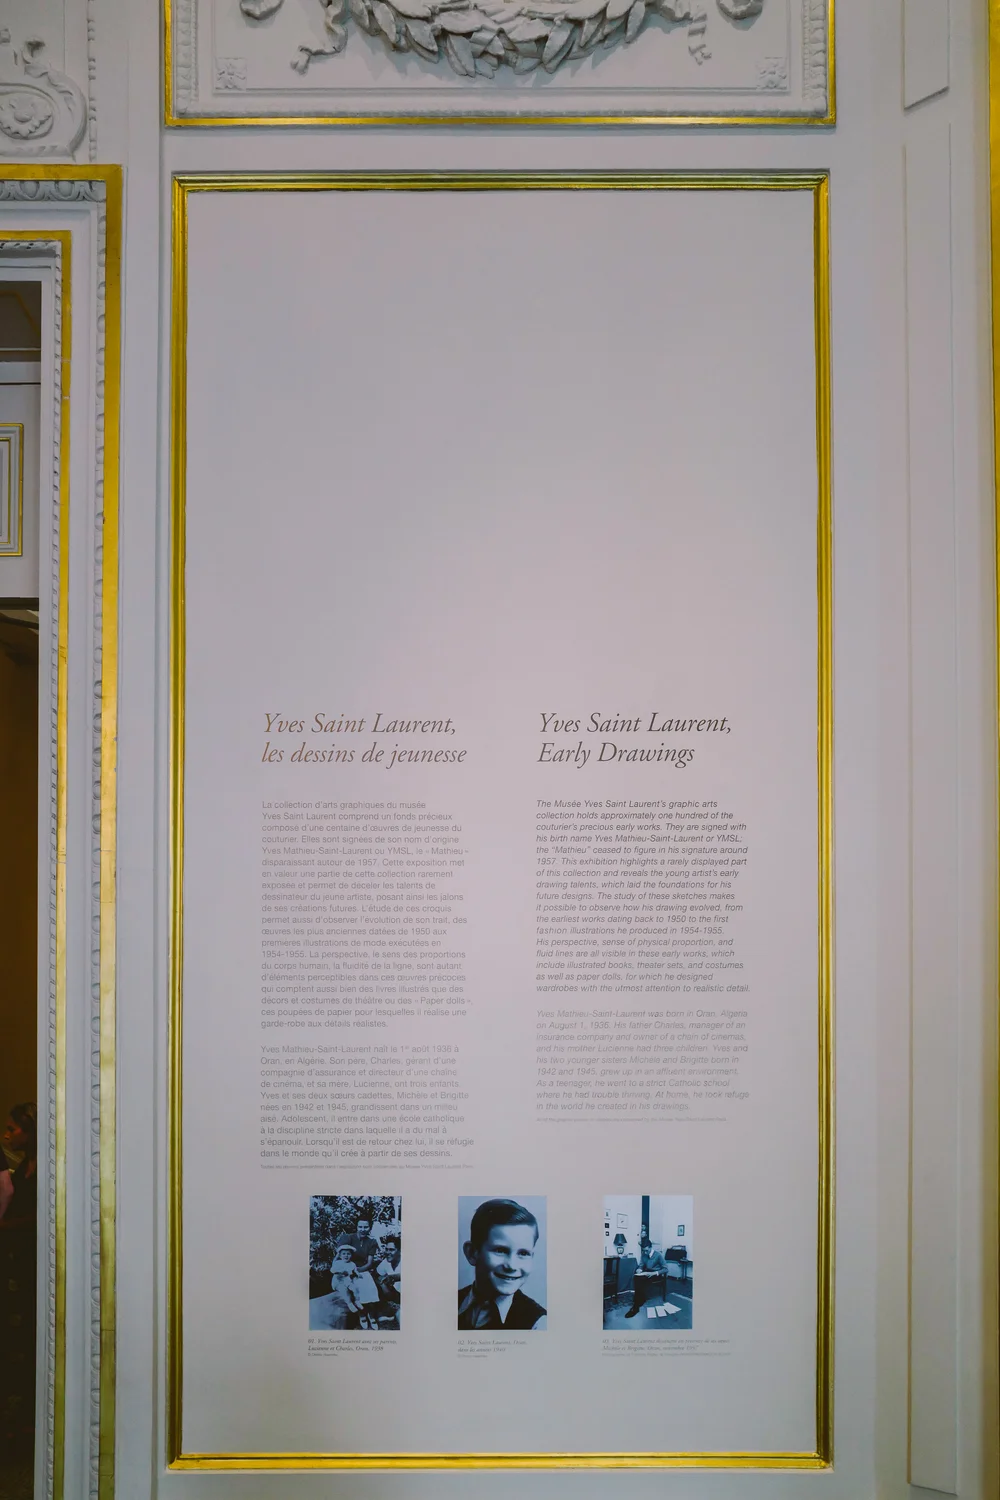 Yves Saint Laurent,
les dessins de jeunesse
La collection d'arts graphiques du musée
Yves Saint Laurent comprend un fonds précieux
composé d'une centaine d'œuvres de jeunesse du
couturier. Elles sont signées de son nom d'origine
Yves Mathieu-Saint-Laurent ou YMSL, le « Mathieu »
disparaissant autour de 1957. Cette exposition met
en valeur une partie de cette collection rarement
exposée et permet de déceler les talents de
dessinateur du jeune artiste, posant ainsi les jalons
de ses créations futures. L'étude de ces croquis
permet aussi d'observer l'évolution de son trait, des
œuvres les plus anciennes datées de 1950 aux
premières illustrations de mode exécutées en
1954-1955. La perspective, le sens des proportions
du corps humain, la fluidité de la ligne, sont autant
d'éléments perceptibles dans ces œuvres précoces
qui comptent aussi bien des livres illustrés que des
décors et costumes de théâtre ou des « Paper dolls »,
ces poupées de papier pour lesquelles il réalise une
garde-robe aux détails réalistes.
Yves Mathieu-Saint-Laurent naît le 1er août 1936 à
Oran, en Algérie. Son père, Charles, gérant d'une
compagnie d'assurance et directeur d'une chaîne
de cinéma, et sa mère, Lucienne, ont trois enfants.
Yves et ses deux sœurs cadettes, Michèle et Brigitte
nées en 1942 et 1945, grandissent dans un milieu
aisé. Adolescent, il entre dans une école catholique
à la discipline stricte dans laquelle il a du mal à
s'épanouir. Lorsqu'il est de retour chez lui, il se réfugie
dans le monde qu'il crée à partir de ses dessins.
Yves Saint Laurent,
Early Drawings
The Musée Yves Saint Laurent's graphic arts
collection holds approximately one hundred of the
couturier's precious early works. They are signed with
his birth name Yves Mathieu-Saint-Laurent or YMSL;
the "Mathieu" ceased to figure in his signature around
1957. This exhibition highlights a rarely displayed part
of this collection and reveals the young artist's early
drawing talents, which laid the foundations for his
future designs. The study of these sketches makes
it possible to observe how his drawing evolved, from
the earliest works dating back to 1950 to the first
fashion illustrations he produced in 1954-1955.
His perspective, sense of physical proportion, and
fluid lines are all visible in these early works, which
include illustrated books, theater sets, and costumes
as well as paper dolls, for which he designed
wardrobes with the utmost attention to realistic detail.
Yves Mathieu-Saint-Laurent was born in Oran, Algeria
on August 1, 1936. His father Charles, manager of an
insurance company and owner of a chain of cinemas,
and his mother Lucienne had three children. Yves and
his two younger sisters Michèle and Brigitte born in
1942 and 1945, grew up in an affluent environment.
As a teenager, he went to a strict Catholic school
where he had trouble thriving. At home, he took refuge
in the world he created in his drawings.
01. Yves Saint Laurent avec ses parents
Lucienne et Charles, Oran, 1938
02. Yves Saint Laurent, Oran,